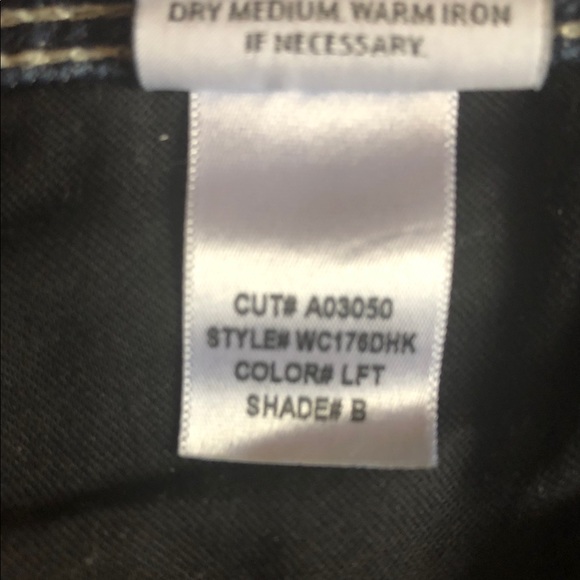 DRY MEDIUM. WARM IRON
IF NECESSARY.
CUT# A03050
STYLE# WC176DHK
COLOR# LFT
SHADE# B